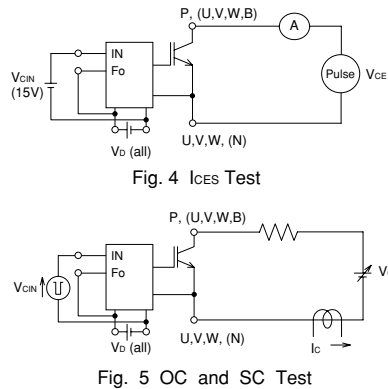 P, (U,V,W,B)
IN
Fo
VCIN
(15V)
A
Pulse
VCE
VD (all)
U,V,W, (N)
Fig. 4 ICES Test
P, (U,V,W,B)
IN
Fo
VCIN
VD (all)
U,V,W, (N)
IC
Fig. 5 OC and SC Test